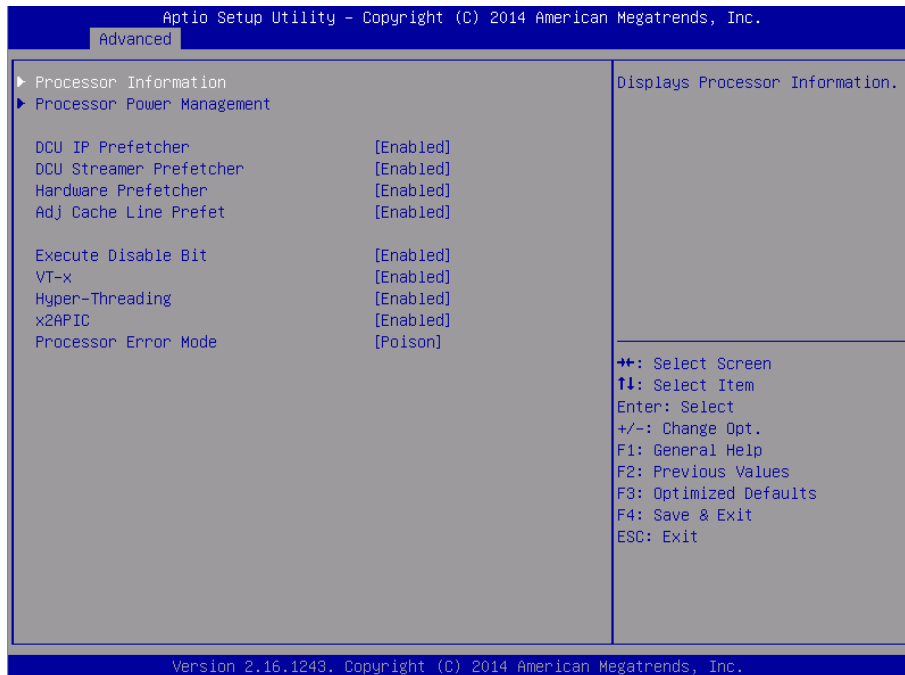 Aptio Setup Utility – Copyright (C) 2014 American Megatrends, Inc.
Advanced
▶ Processor Information
▶ Processor Power Management
DCU IP Prefetcher [Enabled]
DCU Streamer Prefetcher [Enabled]
Hardware Prefetcher [Enabled]
Adj Cache Line Prefet [Enabled]
Execute Disable Bit [Enabled]
VT-x [Enabled]
Hyper-Threading [Enabled]
x2APIC [Enabled]
Processor Error Mode [Poison]
Displays Processor Information.
→←: Select Screen
↑↓: Select Item
Enter: Select
+/-: Change Opt.
F1: General Help
F2: Previous Values
F3: Optimized Defaults
F4: Save & Exit
ESC: Exit
Version 2.16.1243. Copyright (C) 2014 American Megatrends, Inc.